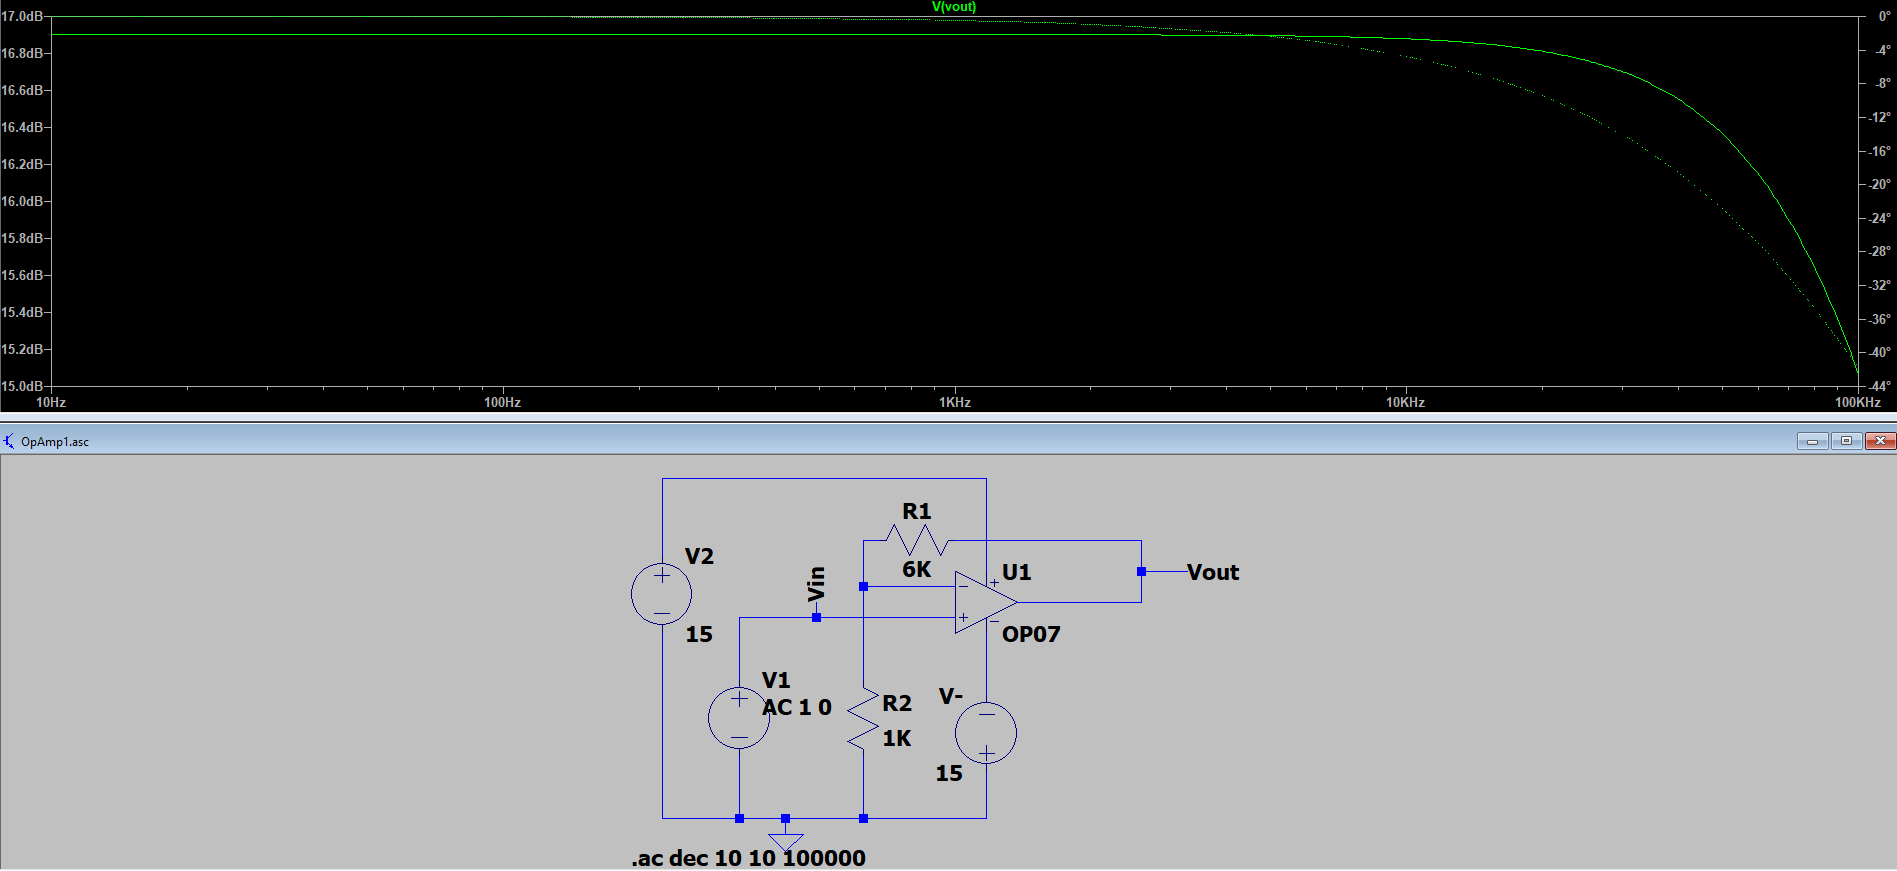 V(vout)
17.0dB
16.8dB
16.6dB
16.4dB
16.2dB
16.0dB
15.8dB
15.6dB
15.4dB
15.2dB
15.0dB
0°
-4°
-8°
-12°
-16°
-20°
-24°
-28°
-32°
-36°
-40°
-44°
10Hz 100Hz 1KHz 10KHz 100KHz
OpAmp1.asc
R1
6K
V2
15
Vin
U1
OP07
Vout
V1
AC 1 0
R2
1K
V-
15
.ac dec 10 10 100000